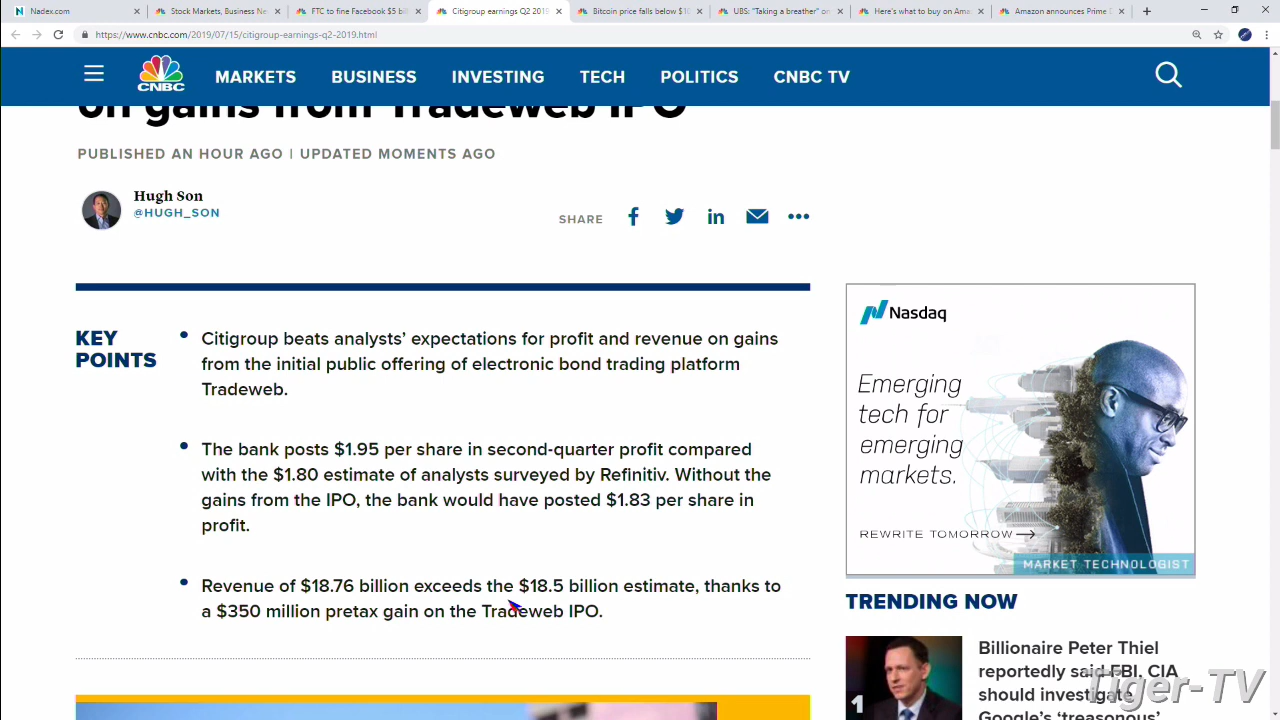 Nadex.com
Stock Markets, Business Ne
FTC to fine Facebook $5 bil
Citigroup earnings Q2 2019
Bitcoin price falls below $10
UBS: "Taking a breather" on
Here's what to buy on Ama
Amazon announces Prime D
https://www.cnbc.com/2019/07/15/citigroup-earnings-q2-2019.html
CNBC
MARKETS BUSINESS INVESTING TECH POLITICS CNBC TV
on gains from Tradeweb IPO
PUBLISHED AN HOUR AGO | UPDATED MOMENTS AGO
Hugh Son
@HUGH_SON
SHARE
KEY
POINTS
Citigroup beats analysts’ expectations for profit and revenue on gains
from the initial public offering of electronic bond trading platform
Tradeweb.
The bank posts $1.95 per share in second-quarter profit compared
with the $1.80 estimate of analysts surveyed by Refinitiv. Without the
gains from the IPO, the bank would have posted $1.83 per share in
profit.
Revenue of $18.76 billion exceeds the $18.5 billion estimate, thanks to
a $350 million pretax gain on the Tradeweb IPO.
Nasdaq
Emerging
tech for
emerging
markets.
REWRITE TOMORROW
MARKET TECHNOLOGIST
TRENDING NOW
1
Billionaire Peter Thiel
reportedly said FBI, CIA
should investigate
Google’s ‘treasonous’
Tiger-TV